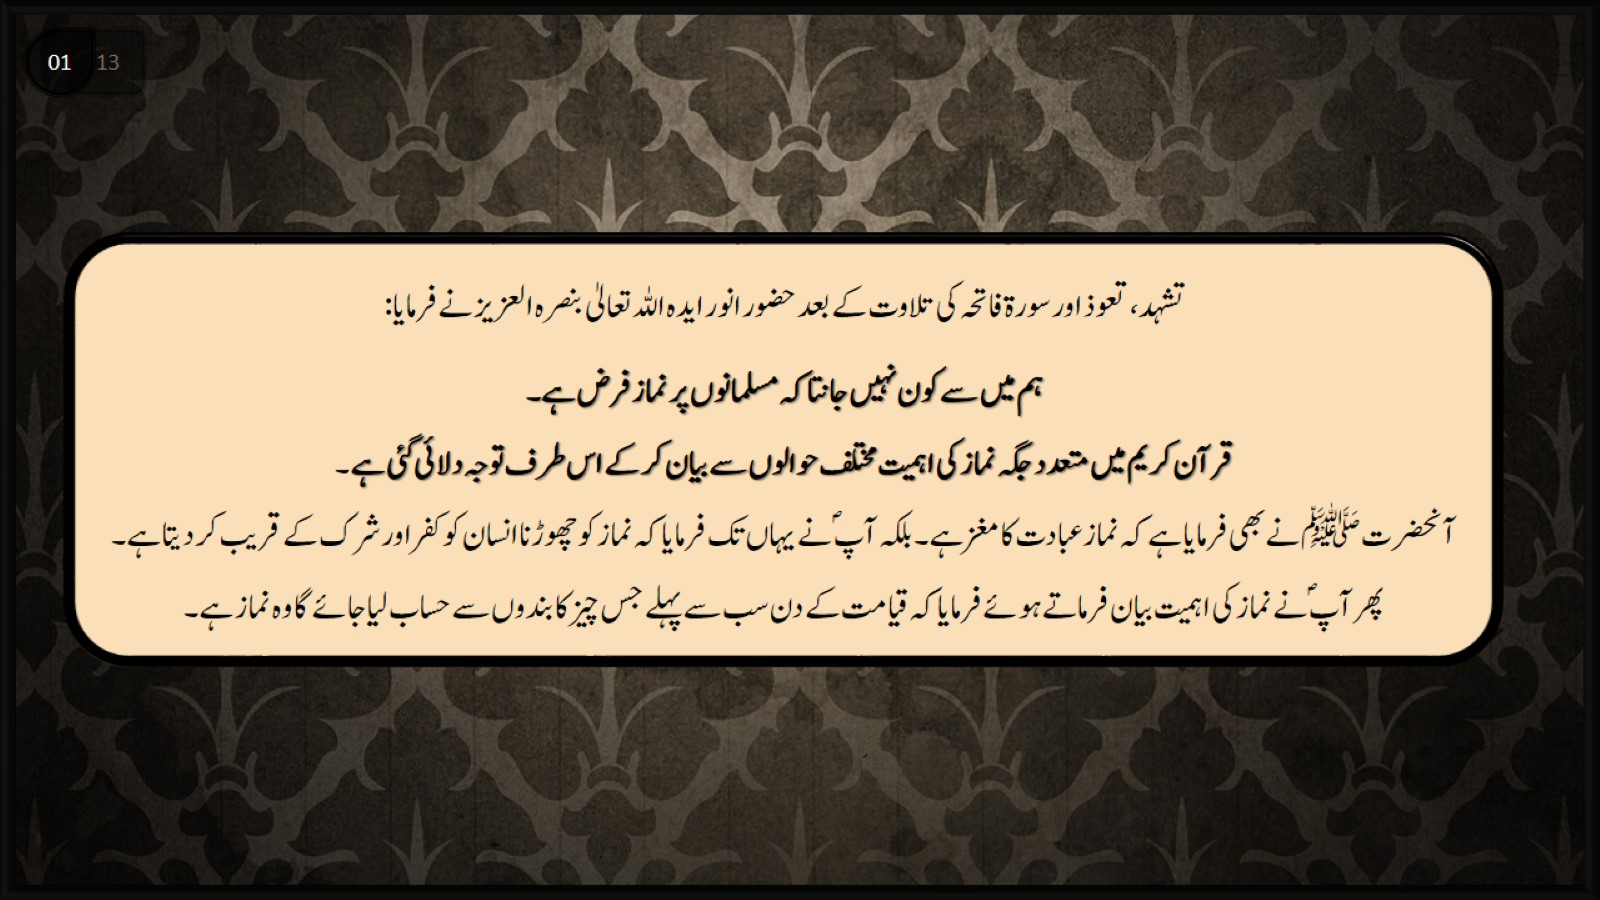 01 13
تشہد، تعوذ اور سورۃ فاتحہ کی تلاوت کے بعد حضور انور ایدہ اللہ تعالیٰ بنصرہ العزیز نے فرمایا:
ہم میں سے کون نہیں جانتا کہ مسلمانوں پر نماز فرض ہے۔
قرآن کریم میں متعدد جگہ نماز کی اہمیت مختلف حوالوں سے بیان کر کے اس طرف توجہ دلائی گئی ہے۔
آنحضرت ﷺ نے بھی فرمایا ہے کہ نماز عبادت کا مغز ہے۔ بلکہ آپؐ نے یہاں تک فرمایا کہ نماز کو چھوڑنا انسان کو کفر اور شرک کے قریب کر دیتا ہے۔
پھر آپؐ نے نماز کی اہمیت بیان فرماتے ہوئے فرمایا کہ قیامت کے دن سب سے پہلے جس چیز کا بندوں سے حساب لیا جائے گا وہ نماز ہے۔